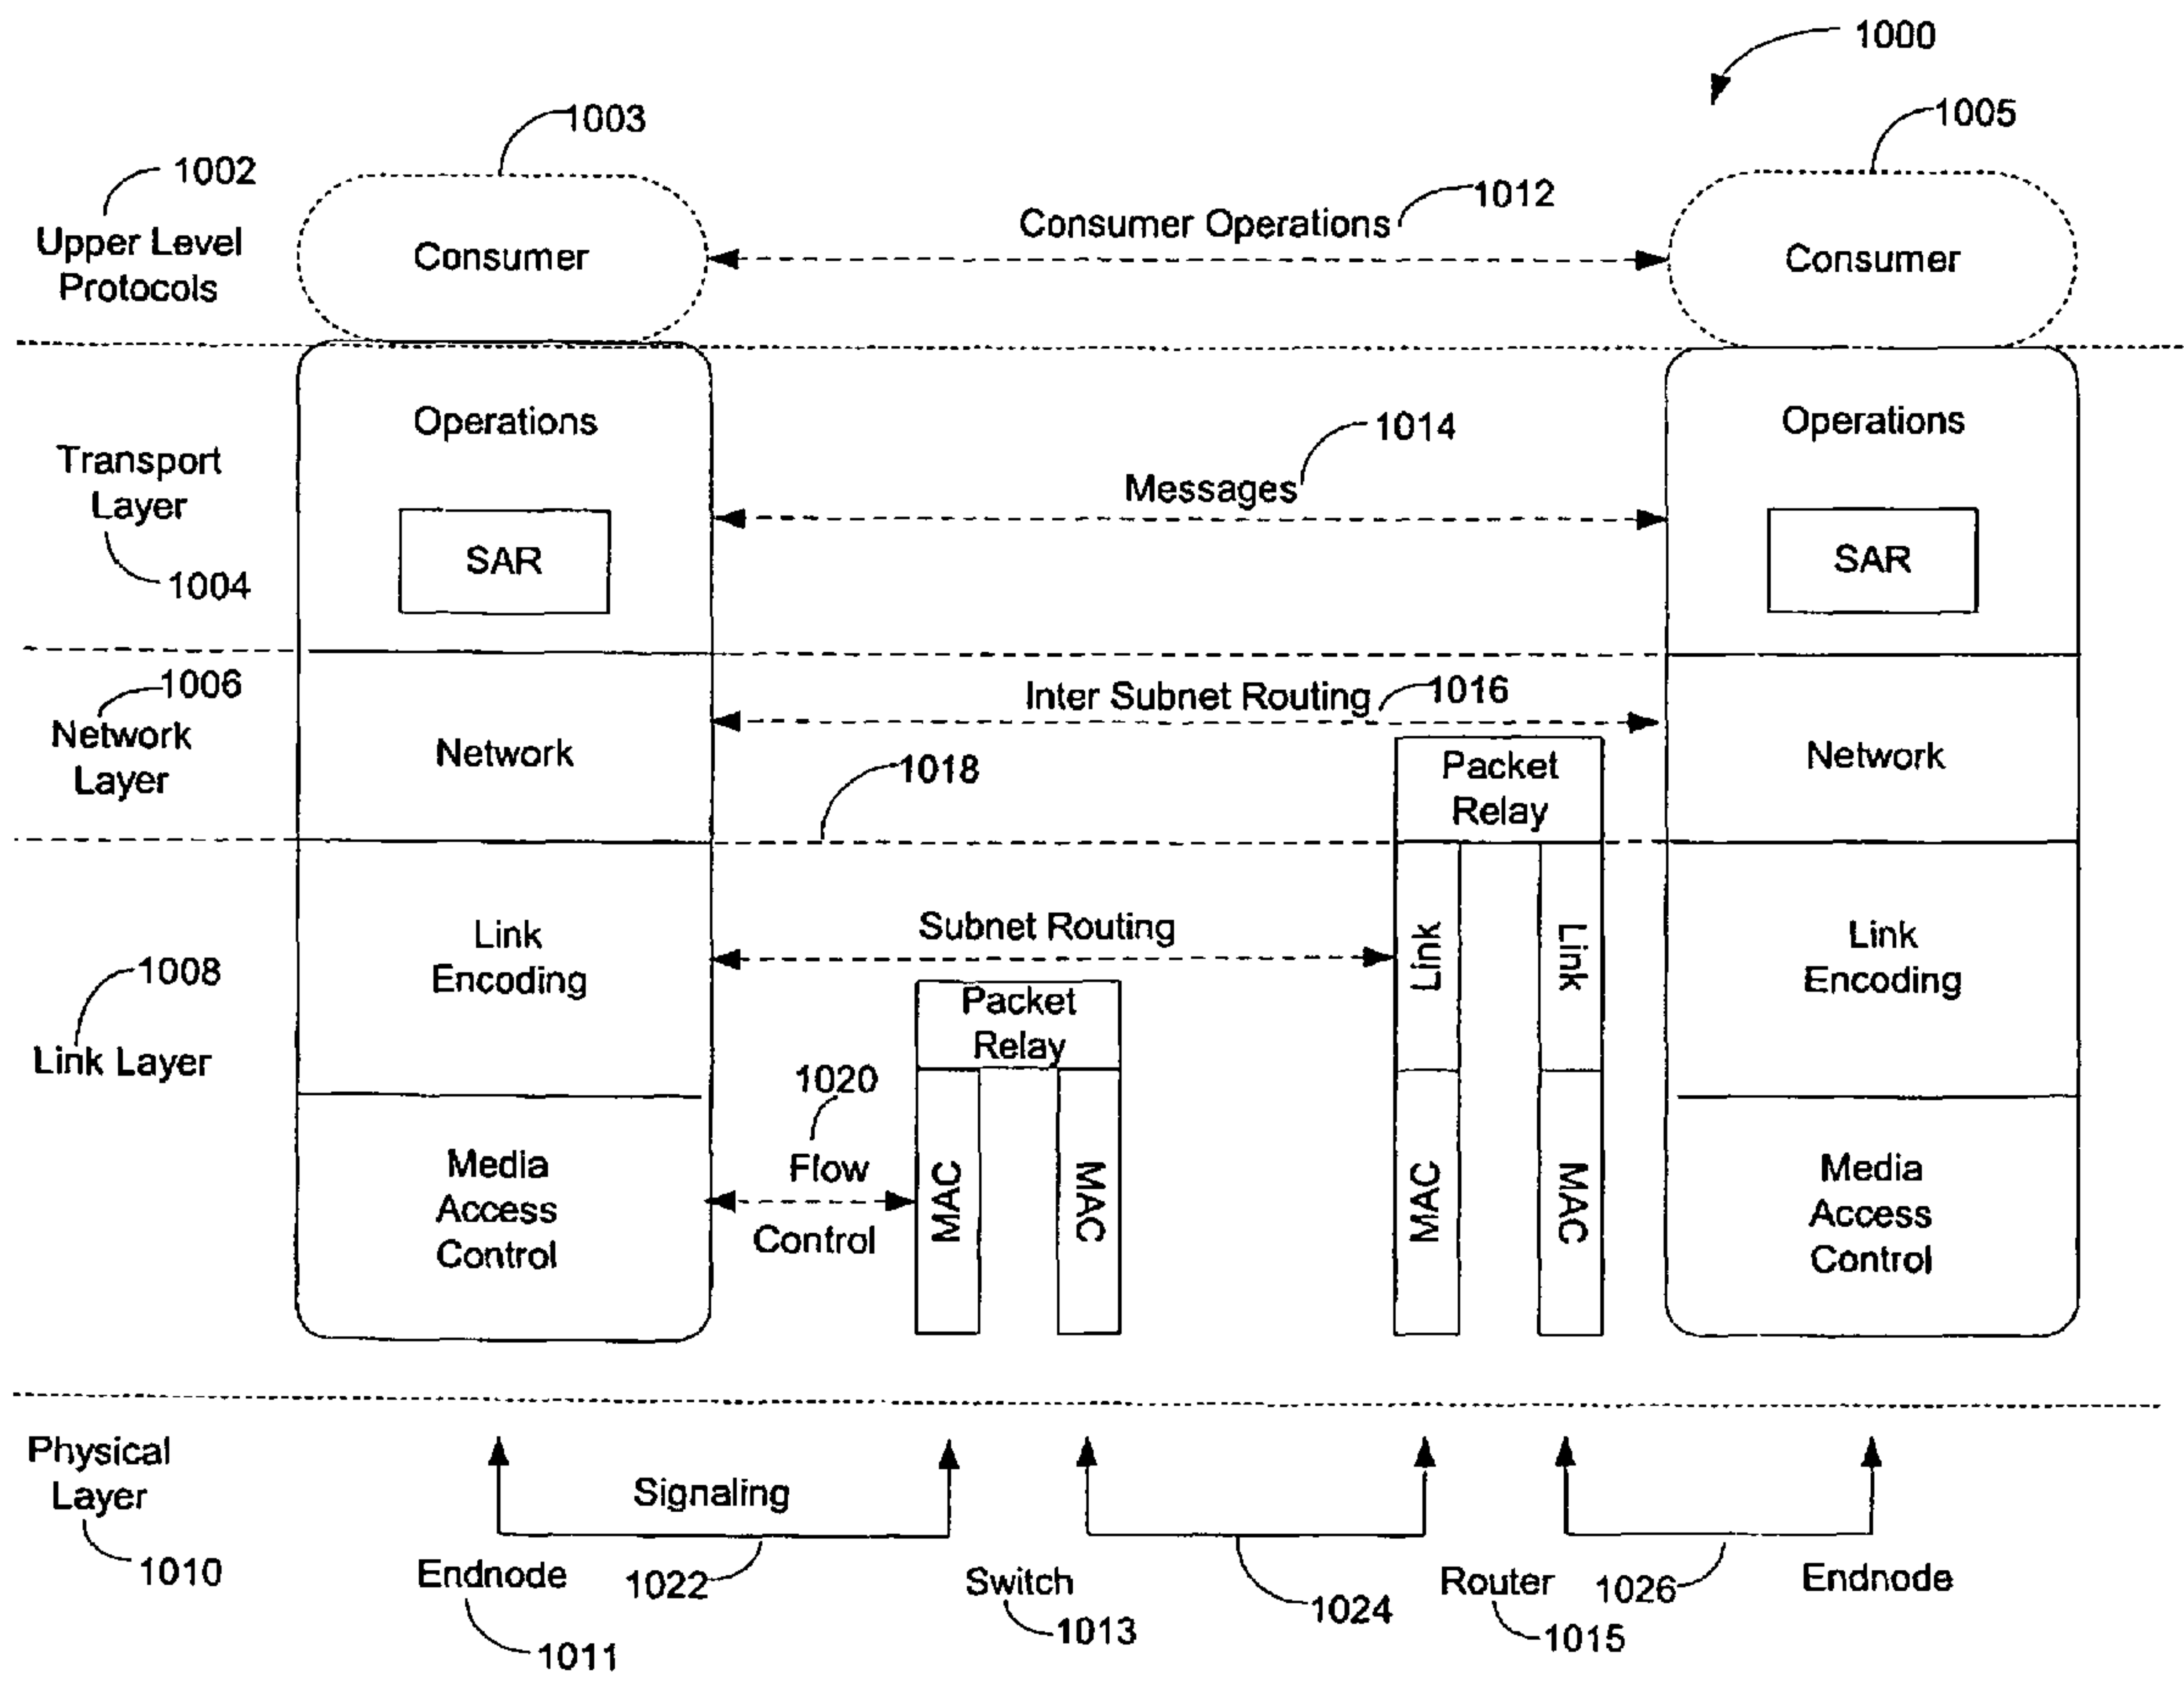 1000
1003
1005
1002
1012
Upper Level
Protocols
Consumer
Consumer Operations
Consumer
Operations
Operations
1014
Transport
Layer
Messages
SAR
SAR
1004
1006
Inter Subnet Routing
1016
Network
Layer
Network
1018
Packet
Relay
Network
Link
Encoding
Subnet Routing
Link
Link
Link
Encoding
1008
Packet
Relay
Link Layer
1020
Flow
Control
Media
Access
Control
MAC
MAC
MAC
MAC
Media
Access
Control
Physical
Layer
Signaling
1010
Endnode
1022
Switch
1024
Router
1026
Endnode
1011
1013
1015